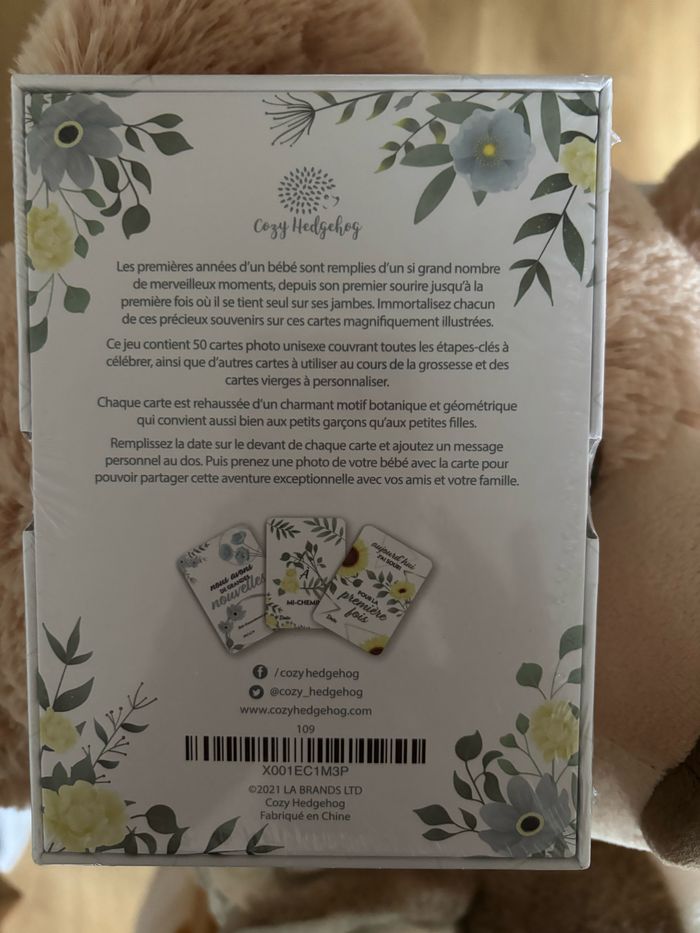 Cozy Hedgehog
Les premières années d'un bébé sont remplies d'un si grand nombre
de merveilleux moments, depuis son premier sourire jusqu'à la
première fois où il se tient seul sur ses jambes. Immortalisez chacun
de ces précieux souvenirs sur ces cartes magnifiquement illustrées.
Ce jeu contient 50 cartes photo unisexe couvrant toutes les étapes-clés à
célébrer, ainsi que d'autres cartes à utiliser au cours de la grossesse et des
cartes vierges à personnaliser.
Chaque carte est rehaussée d'un charmant motif botanique et géométrique
qui convient aussi bien aux petits garçons qu'aux petites filles.
Remplissez la date sur le devant de chaque carte et ajoutez un message
personnel au dos. Puis prenez une photo de votre bébé avec la carte pour
pouvoir partager cette aventure exceptionnelle avec vos amis et votre famille.
nous avons
DE GRANDES
nouvelles
À
MI-CHEMIN
aujourd'hui
J'AI SOURI
POUR LA
première
fois
Date:
/cozyhedgehog
@cozy_hedgehog
www.cozyhedgehog.com
109
X001EC1M3P
©2021 LA BRANDS LTD
Cozy Hedgehog
Fabriqué en Chine